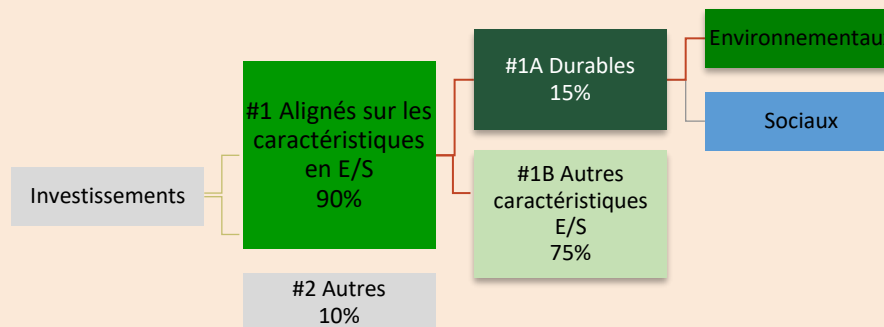 Investissements
#1 Alignés sur les
caractéristiques
en E/S
90%
#2 Autres
10%
#1A Durables
15%
#1B Autres
caractéristiques
E/S
75%
Environnementaux
Sociaux